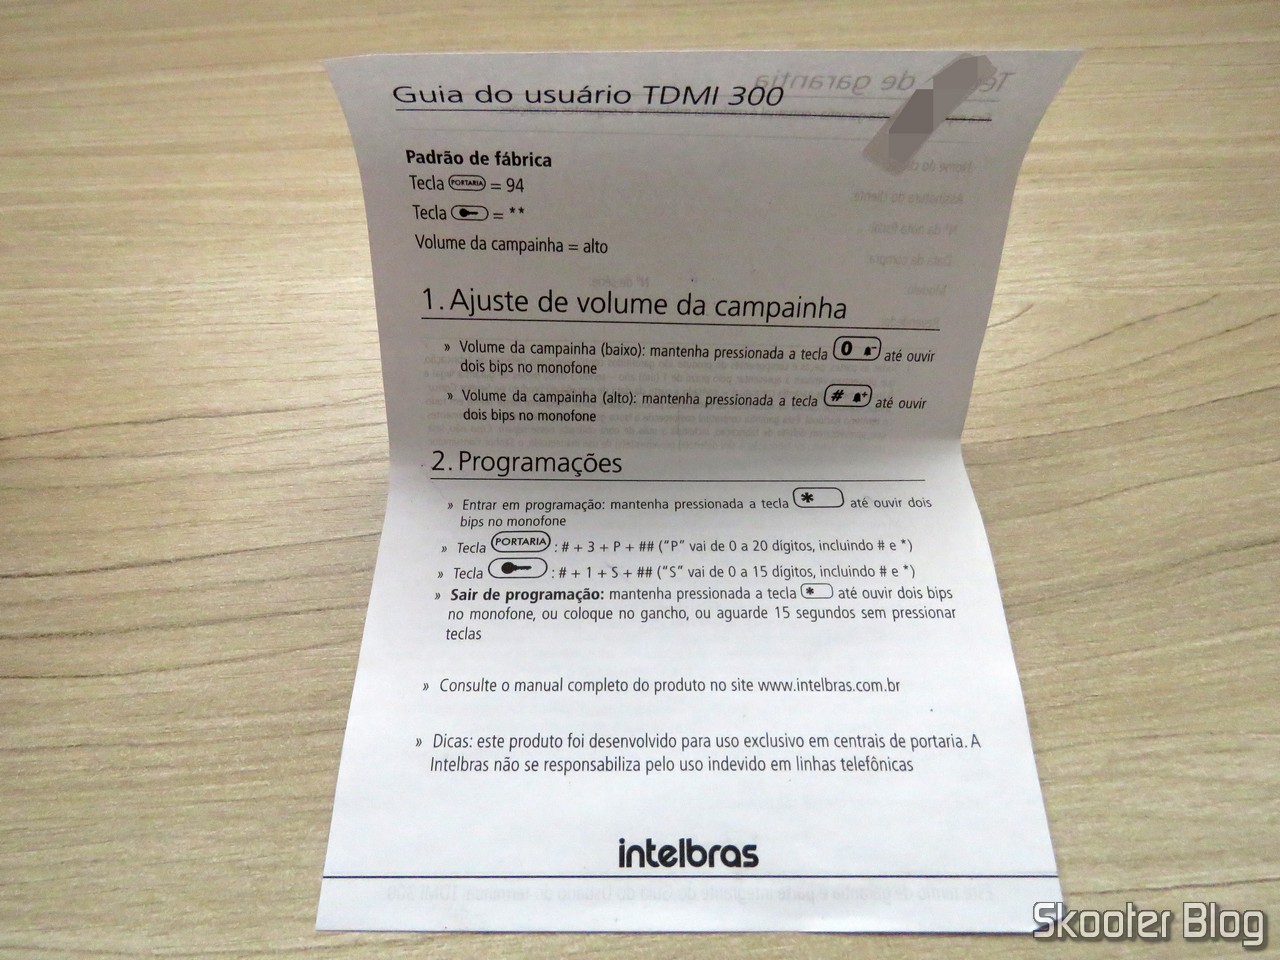 Guia do usuário TDMI 300
Padrão de fábrica
Tecla PORTARIA = 94
Tecla = **
Volume da campainha = alto
1. Ajuste de volume da campainha
» Volume da campainha (baixo): mantenha pressionada a tecla 0 - até ouvir
dois bips no monofone
» Volume da campainha (alto): mantenha pressionada a tecla # + até ouvir
dois bips no monofone
2. Programações
» Entrar em programação: mantenha pressionada a tecla * até ouvir dois
bips no monofone
» Tecla PORTARIA : # + 3 + P + ## ("P" vai de 0 a 20 dígitos, incluindo # e *)
» Tecla : # + 1 + S + ## ("S" vai de 0 a 15 dígitos, incluindo # e *)
» Sair de programação: mantenha pressionada a tecla * até ouvir dois bips
no monofone, ou coloque no gancho, ou aguarde 15 segundos sem pressionar
teclas
» Consulte o manual completo do produto no site www.intelbras.com.br
» Dicas: este produto foi desenvolvido para uso exclusivo em centrais de portaria. A
Intelbras não se responsabiliza pelo uso indevido em linhas telefônicas
intelbras
Skooter Blog